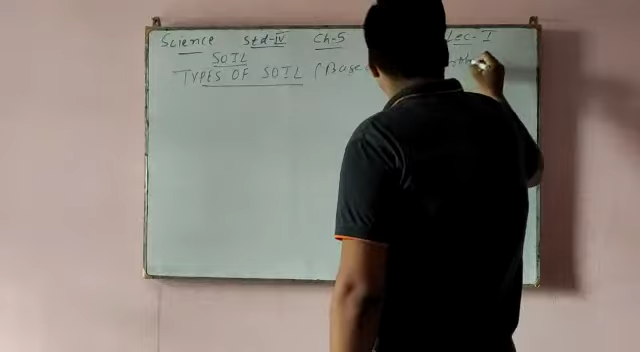 Science Std-IV Ch-5 Lec-I
SOIL
TYPES OF SOIL (Base